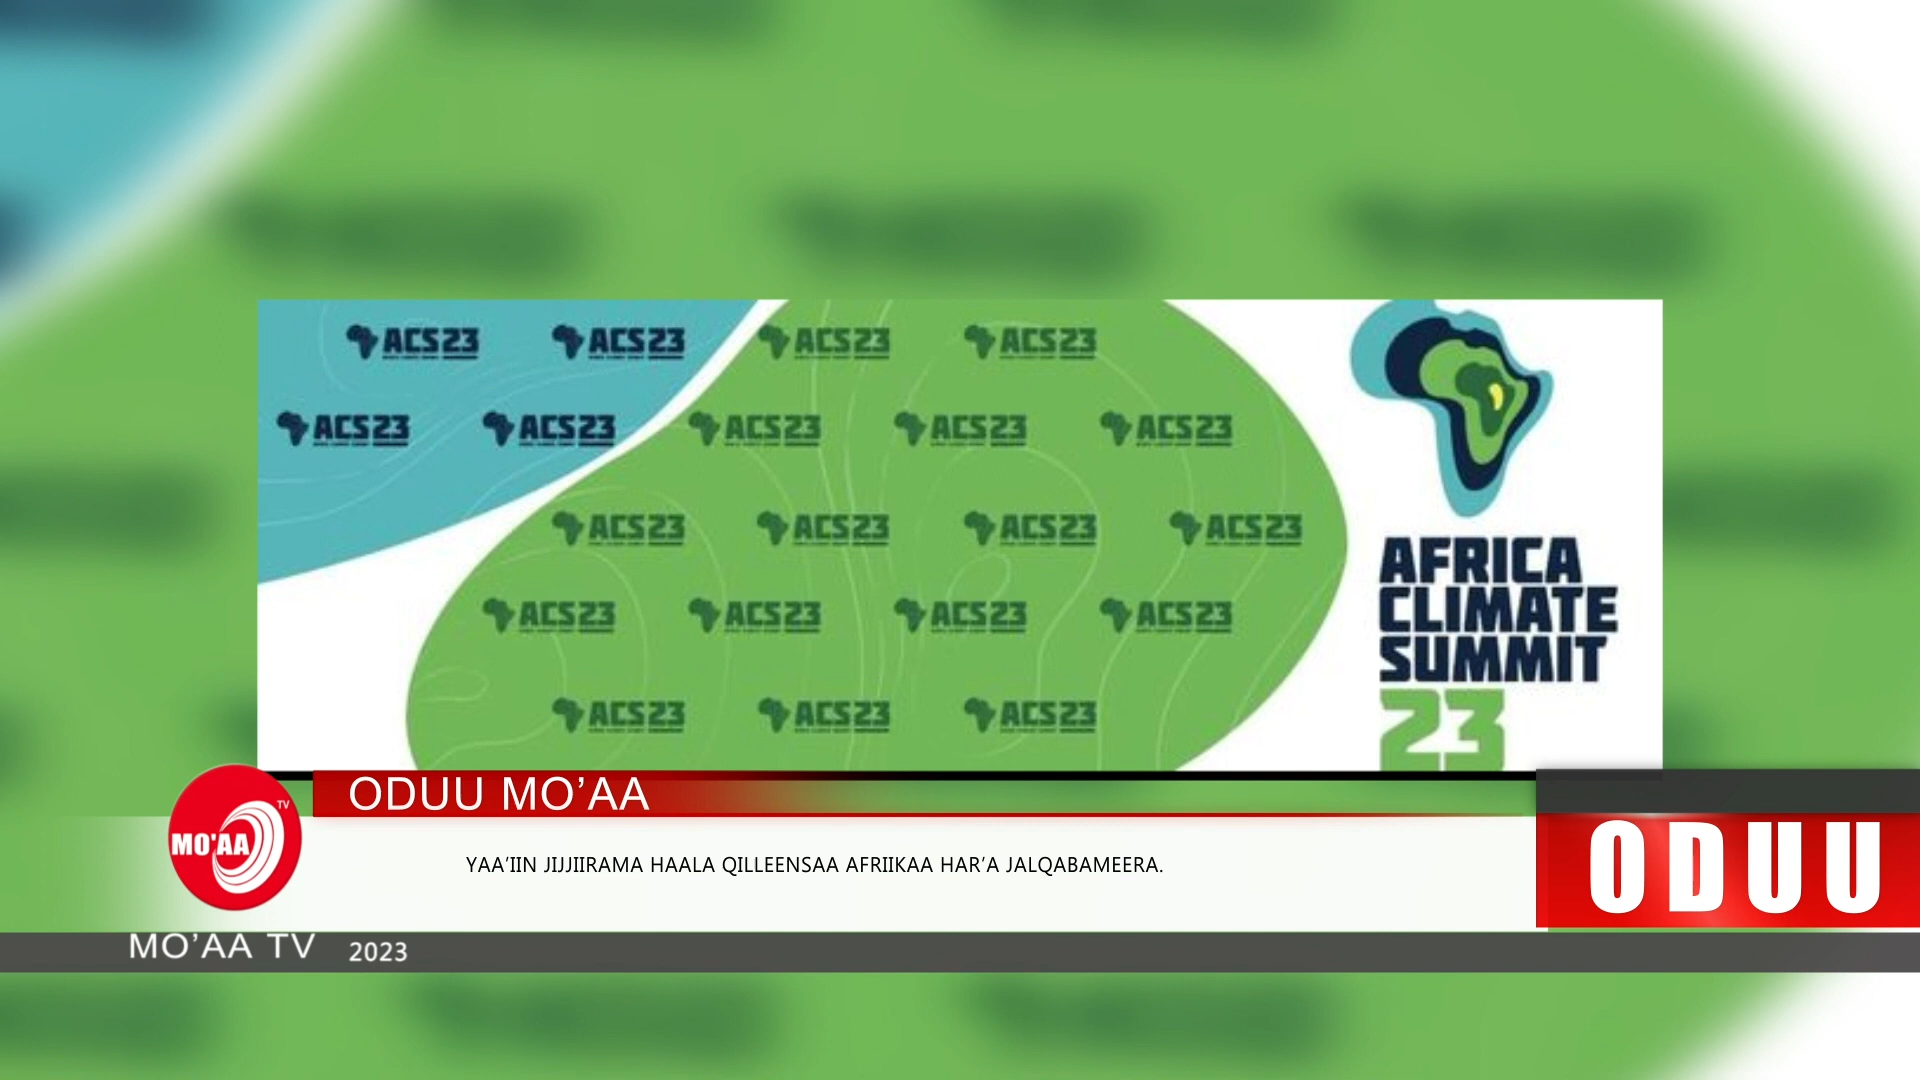 ACS23 ACS23 ACS23 ACS23
ACS23 ACS23 ACS23 ACS23 ACS23
ACS23 ACS23 ACS23 ACS23
ACS23 ACS23 ACS23 ACS23
ACS23 ACS23 ACS23
AFRICA
CLIMATE
SUMMIT
23
ODUU MO’AA
TV
MO'AA
YAA’IIN JIJJIIRAMA HAALA QILLEENSAA AFRIIKAA HAR’A JALQABAMEERA.
ODUU
MO’AA TV 2023